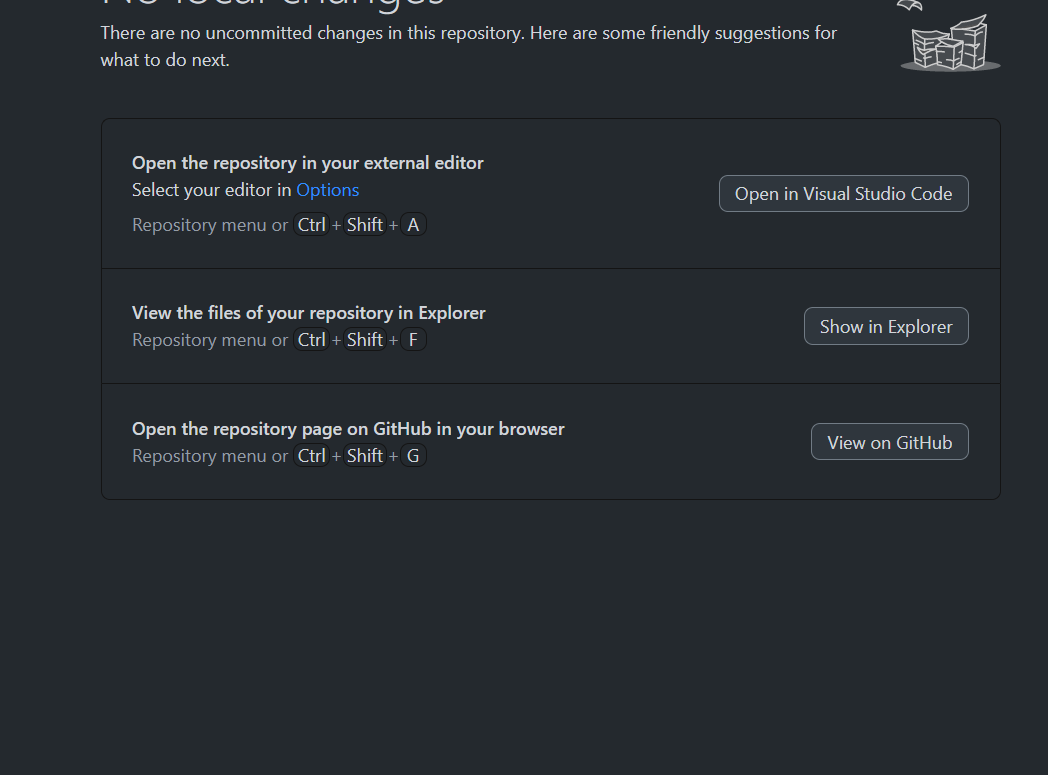 No local changes
There are no uncommitted changes in this repository. Here are some friendly suggestions for
what to do next.
Open the repository in your external editor
Select your editor in Options
Open in Visual Studio Code
Repository menu or Ctrl + Shift + A
View the files of your repository in Explorer
Show in Explorer
Repository menu or Ctrl + Shift + F
Open the repository page on GitHub in your browser
View on GitHub
Repository menu or Ctrl + Shift + G